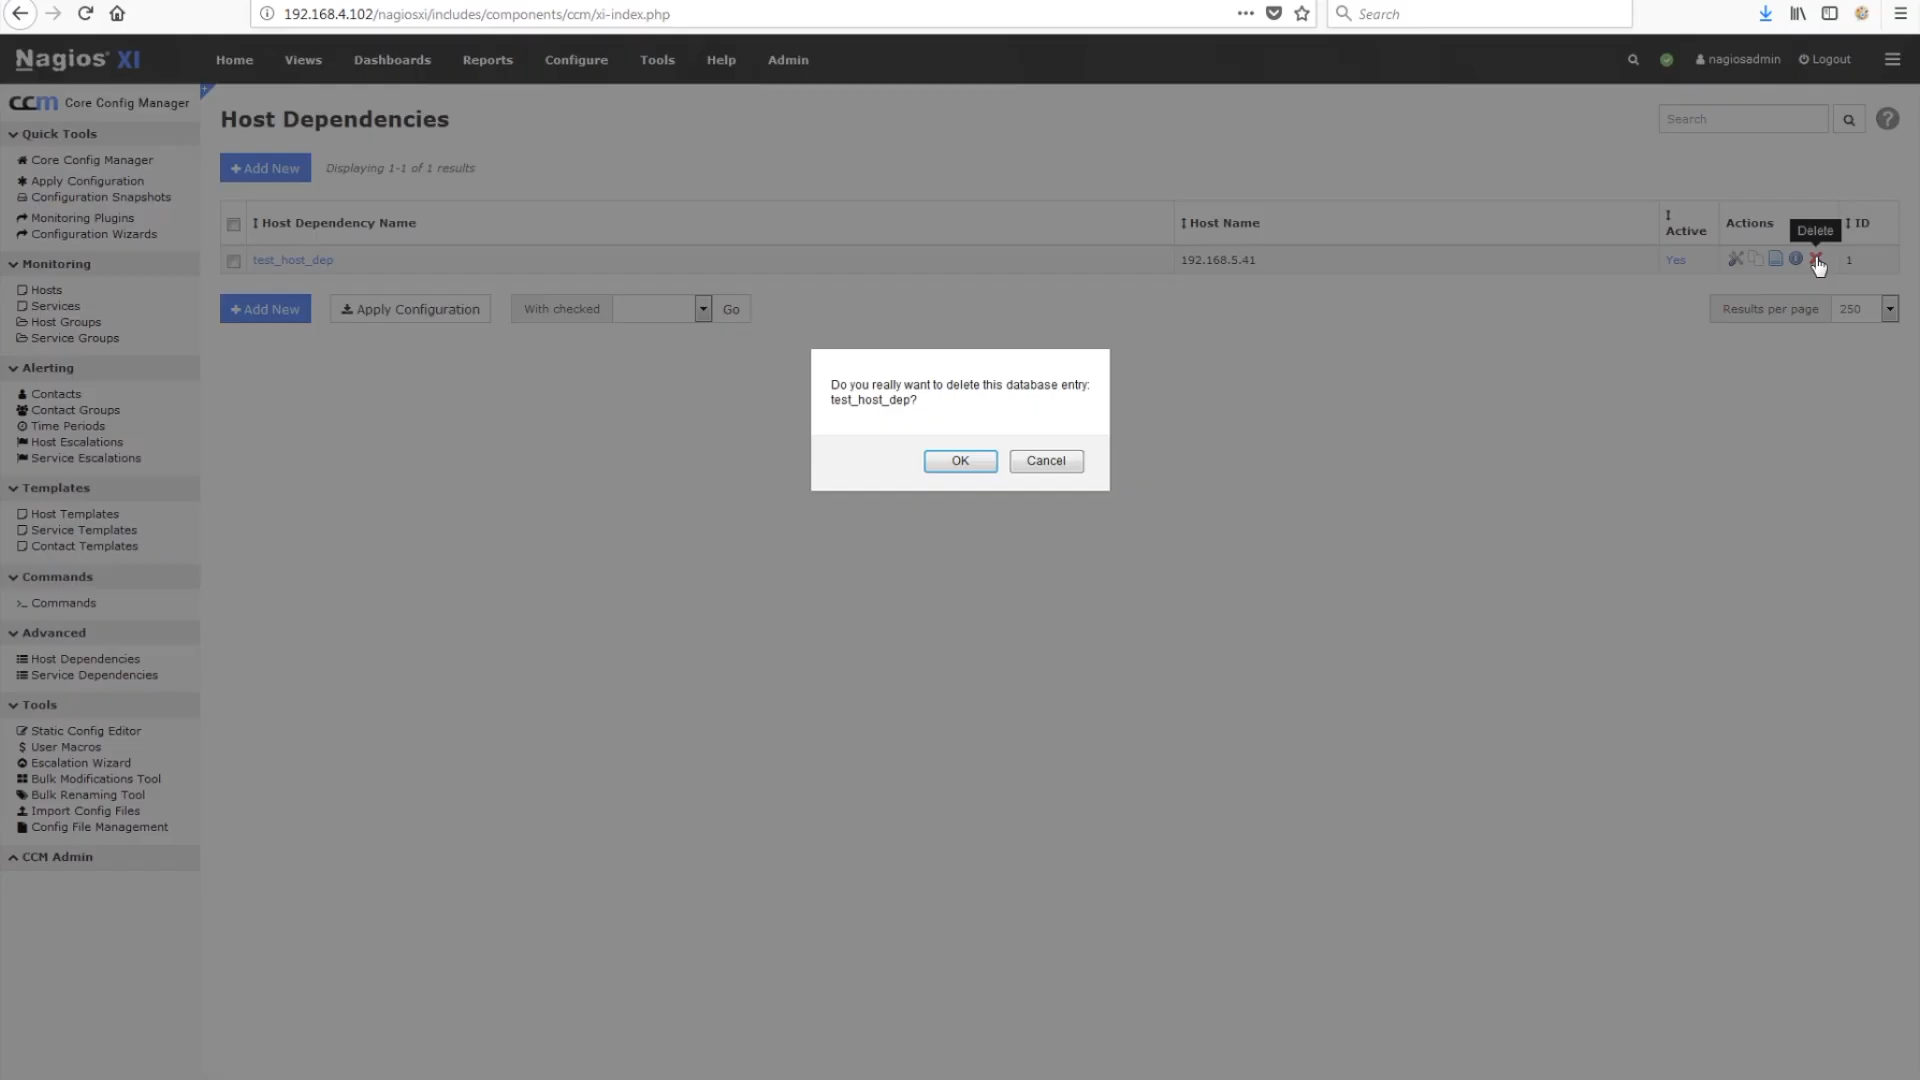 192.168.4.102/nagiosxi/includes/components/ccm/xi-index.php
Search
Nagios XI
Home
Views
Dashboards
Reports
Configure
Tools
Help
Admin
nagiosadmin
Logout
ccm Core Config Manager
Quick Tools
Core Config Manager
Apply Configuration
Configuration Snapshots
Monitoring Plugins
Configuration Wizards
Monitoring
Hosts
Services
Host Groups
Service Groups
Alerting
Contacts
Contact Groups
Time Periods
Host Escalations
Service Escalations
Templates
Host Templates
Service Templates
Contact Templates
Commands
>_ Commands
Advanced
Host Dependencies
Service Dependencies
Tools
Static Config Editor
$ User Macros
Escalation Wizard
Bulk Modifications Tool
Bulk Renaming Tool
Import Config Files
Config File Management
CCM Admin
Host Dependencies
Search
?
+ Add New
Displaying 1-1 of 1 results
Host Dependency Name
Host Name
Active
Actions
Delete
ID
test_host_dep
192.168.5.41
Yes
1
+ Add New
Apply Configuration
With checked
Go
Results per page
250
Do you really want to delete this database entry:
test_host_dep?
OK
Cancel